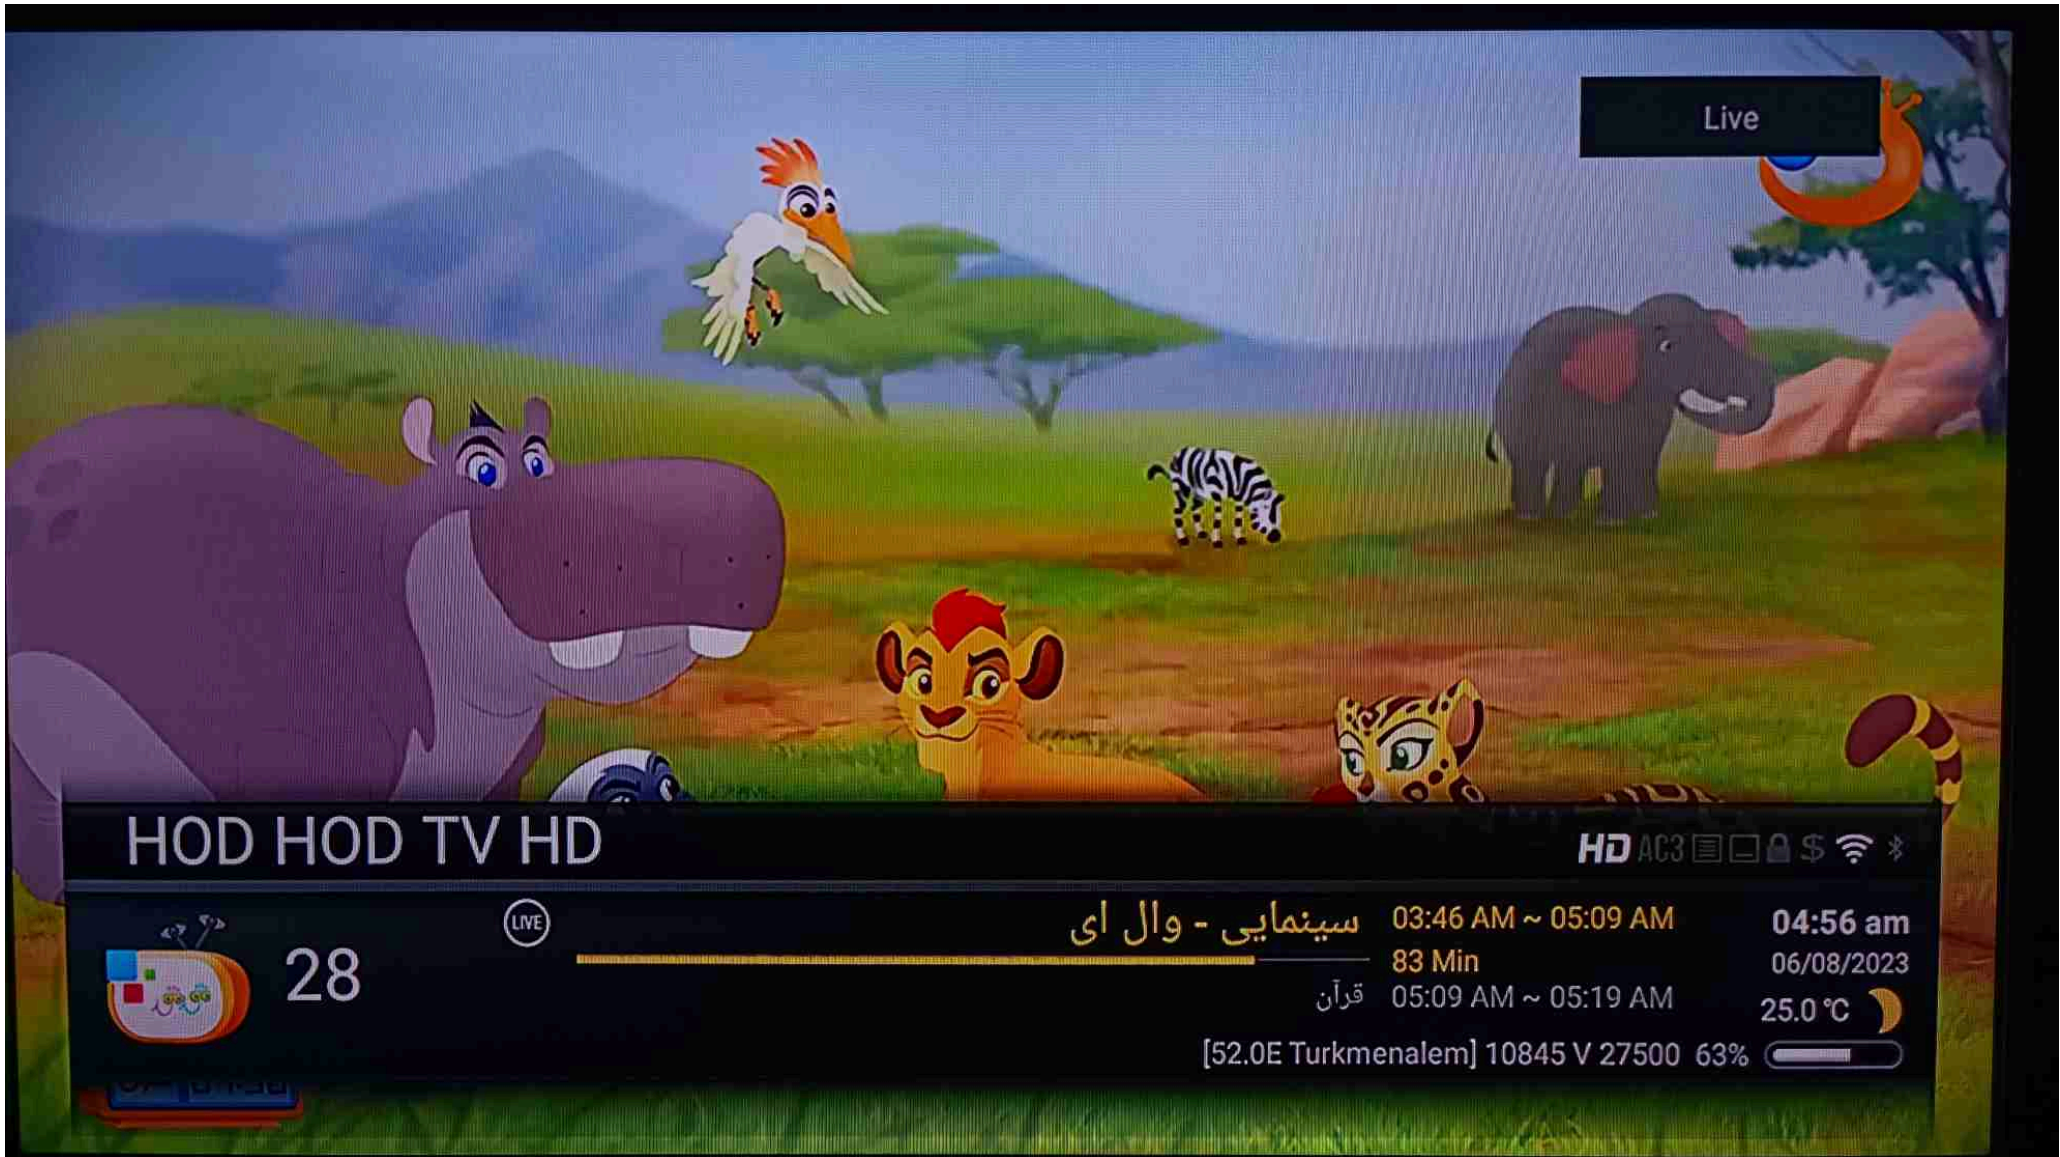 Live
HOD HOD TV HD
HD AC3 $
LIVE
سینمایی - وال ای 03:46 AM ~ 05:09 AM
04:56 am
28
83 Min
06/08/2023
قرآن 05:09 AM ~ 05:19 AM
25.0 °C
[52.0E Turkmenalem] 10845 V 27500 63%